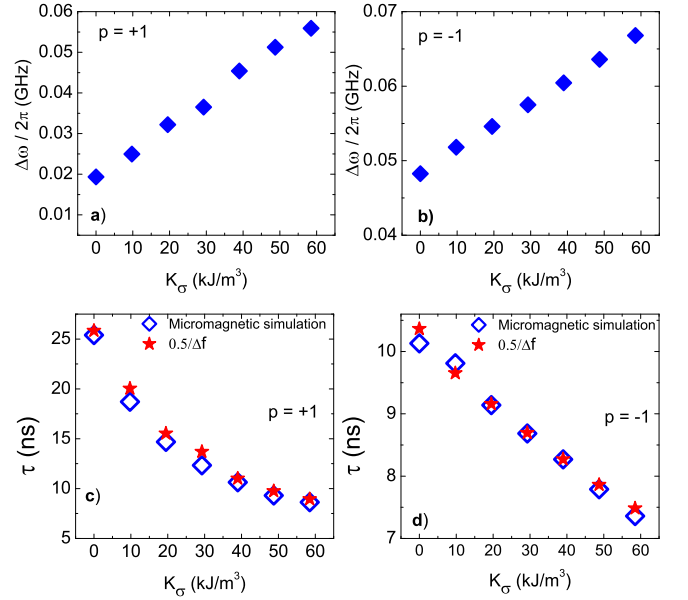 0.06
0.05
0.04
0.03
0.02
0.01
Δω / 2π (GHz)
p = +1
a)
0 10 20 30 40 50 60
Kσ (kJ/m³)
0.07
0.06
0.05
0.04
Δω / 2π (GHz)
p = -1
b)
0 10 20 30 40 50 60
Kσ (kJ/m³)
25
20
15
10
5
τ (ns)
Micromagnetic simulation
0.5/Δf
p = +1
c)
0 10 20 30 40 50 60
Kσ (kJ/m³)
10
9
8
7
τ (ns)
Micromagnetic simulation
0.5/Δf
p = -1
d)
0 10 20 30 40 50 60
Kσ (kJ/m³)